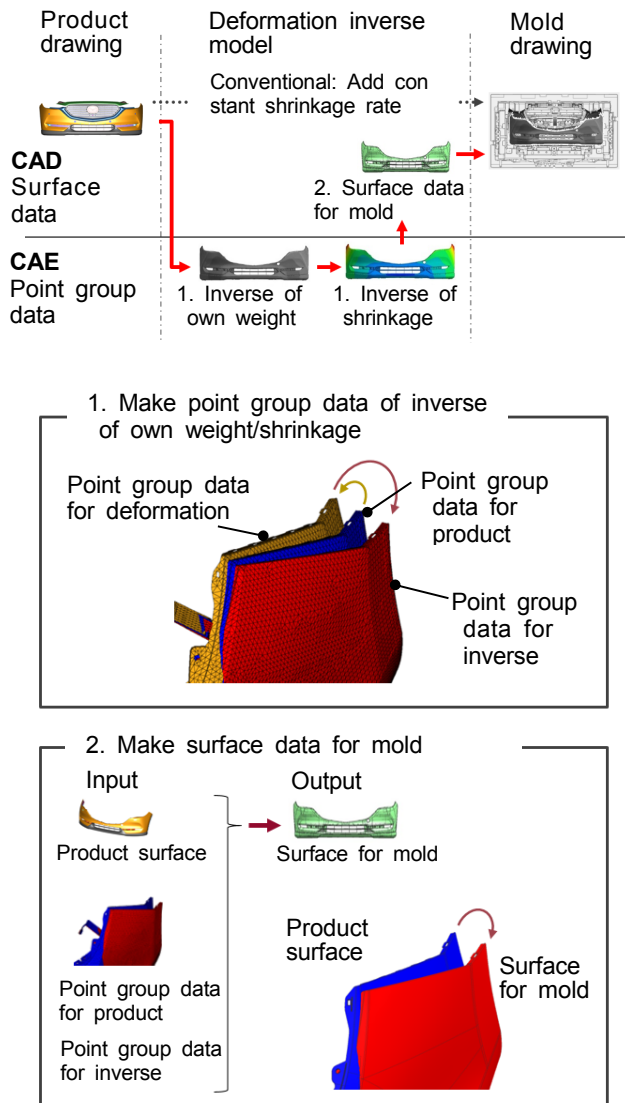 Product
drawing
Deformation inverse
model
Mold
drawing
Conventional: Add con
stant shrinkage rate
CAD
Surface
data
2. Surface data
for mold
CAE
Point group
data
1. Inverse of
own weight
1. Inverse of
shrinkage
1. Make point group data of inverse
of own weight/shrinkage
Point group data
for deformation
Point group
data for
product
Point group
data for
inverse
2. Make surface data for mold
Input
Output
Product surface
Surface for mold
Point group data
for product
Point group data
for inverse
Product
surface
Surface
for mold